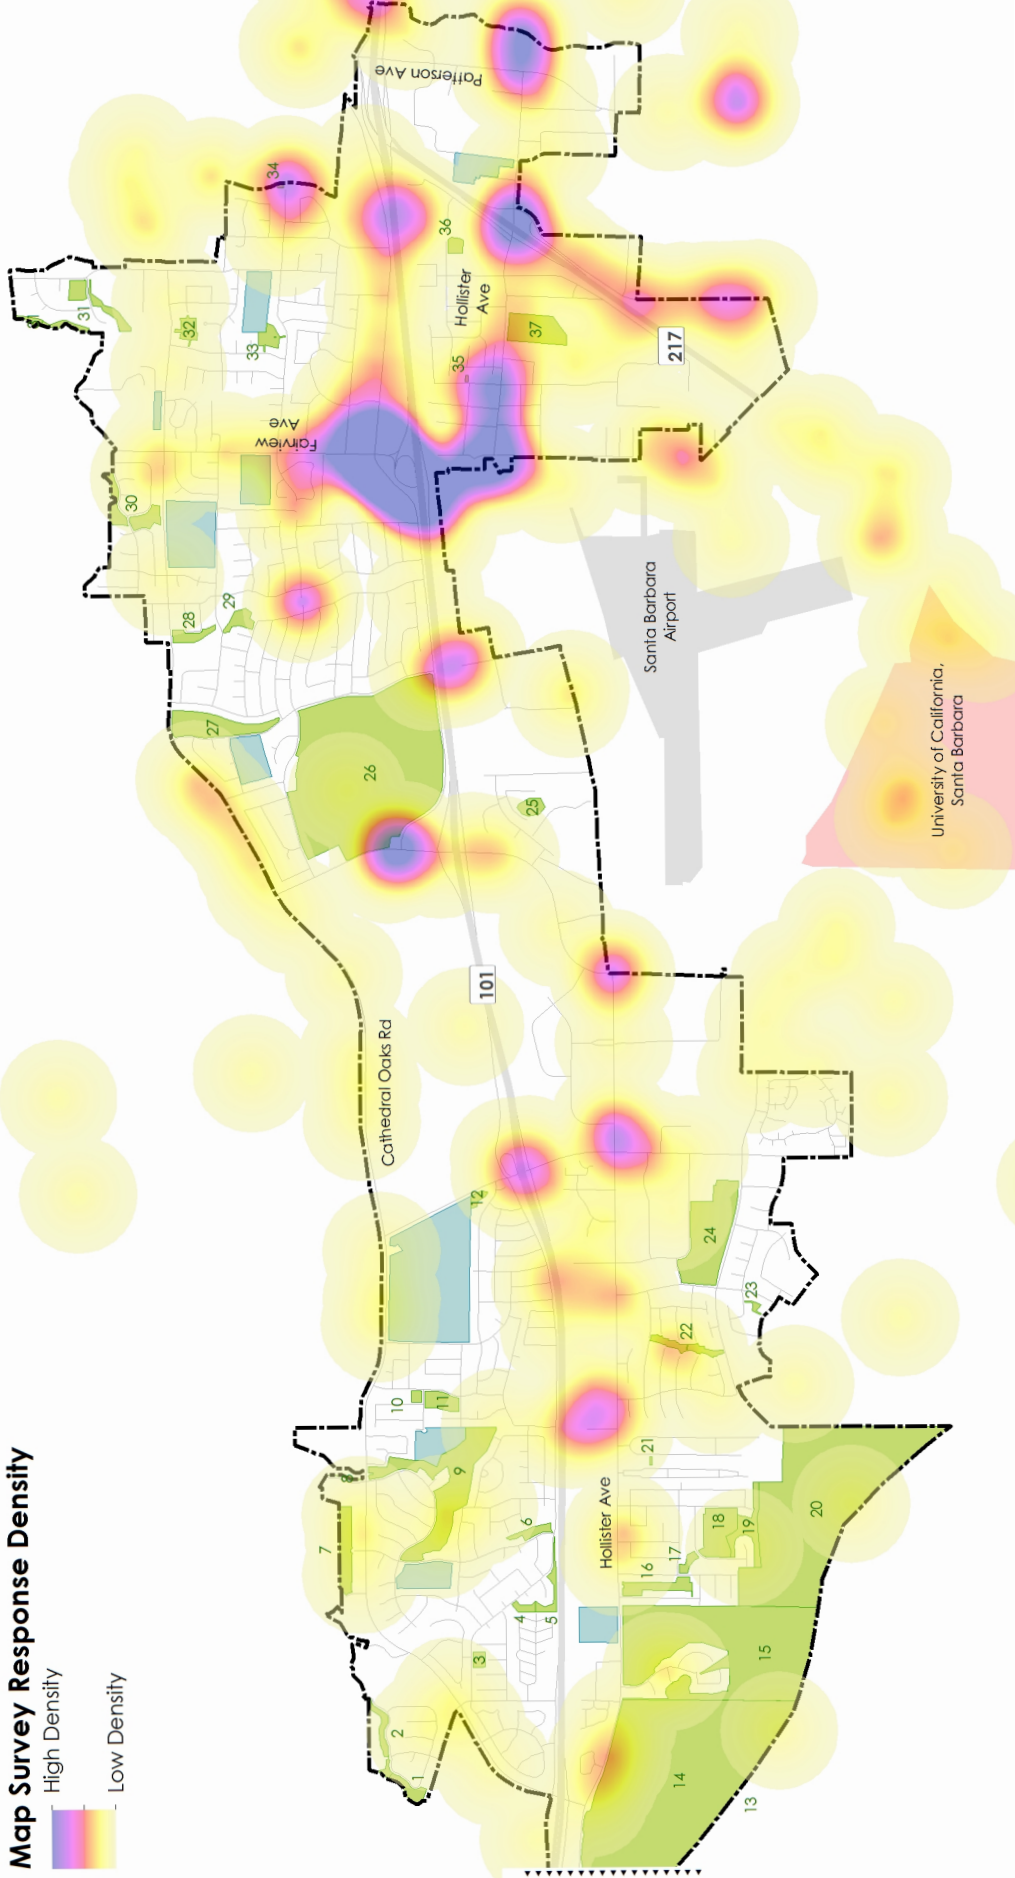 Map Survey Response Density
High Density
Low Density
Cathedral Oaks Rd
Fairview
Ave
Patterson Ave
Hollister
Ave
Hollister Ave
101
217
Santa Barbara
Airport
University of California,
Santa Barbara
1
2
3
4
5
6
7
8
9
10
11
12
13
14
15
16
17
18
19
20
21
22
23
24
25
26
27
28
29
30
31
32
33
34
35
36
37